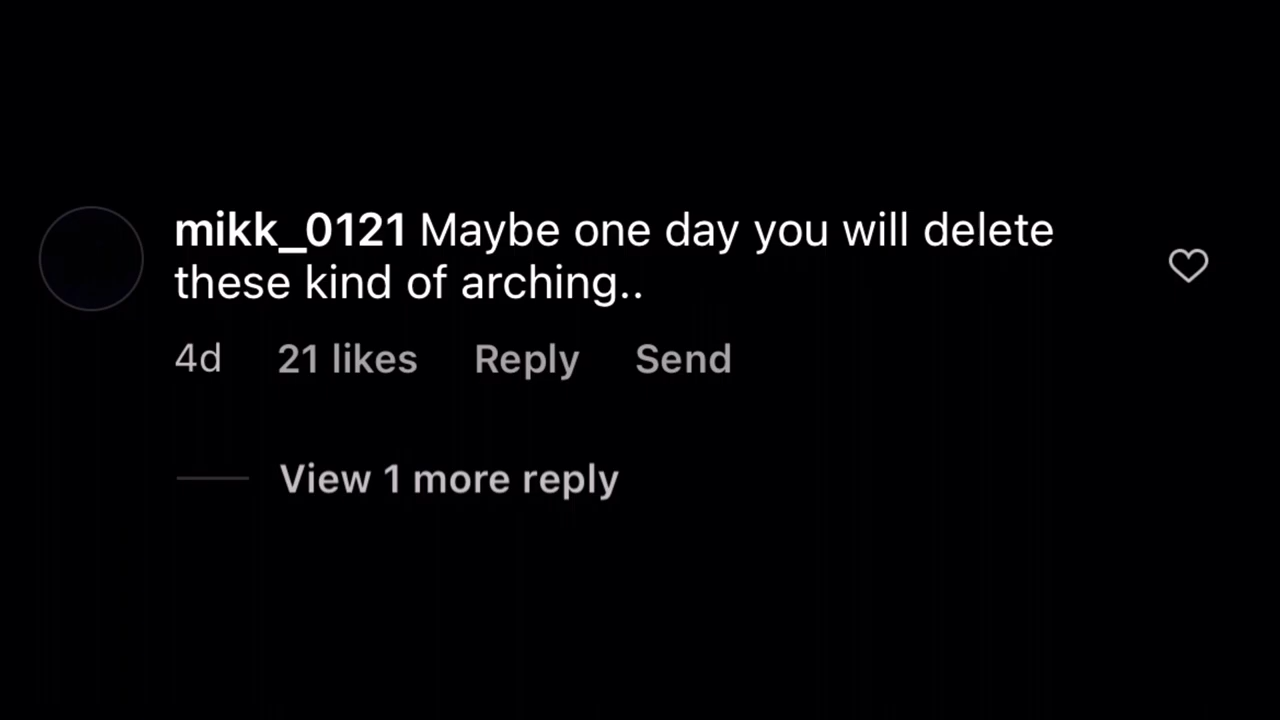 mikk_0121 Maybe one day you will delete
these kind of arching..
4d 21 likes Reply Send
View 1 more reply